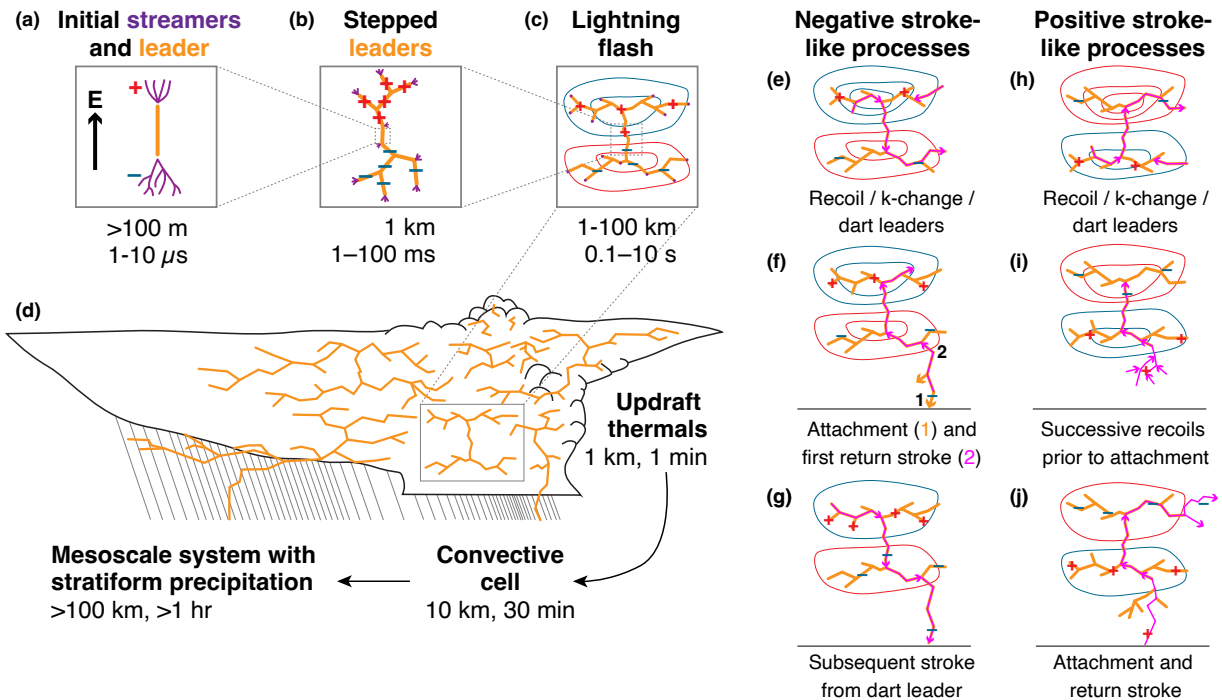 (a)
Initial streamers
and leader
+
E
−
>100 m
1-10 µs
(b)
Stepped
leaders
1 km
1–100 ms
(c)
Lightning
flash
1-100 km
0.1–10 s
(d)
Updraft
thermals
1 km, 1 min
Convective
cell
10 km, 30 min
Mesoscale system with
stratiform precipitation
>100 km, >1 hr
Negative stroke-
like processes
(e)
Recoil / k-change /
dart leaders
(f)
2
1
Attachment (1) and
first return stroke (2)
(g)
Subsequent stroke
from dart leader
Positive stroke-
like processes
(h)
Recoil / k-change /
dart leaders
(i)
Successive recoils
prior to attachment
(j)
Attachment and
return stroke